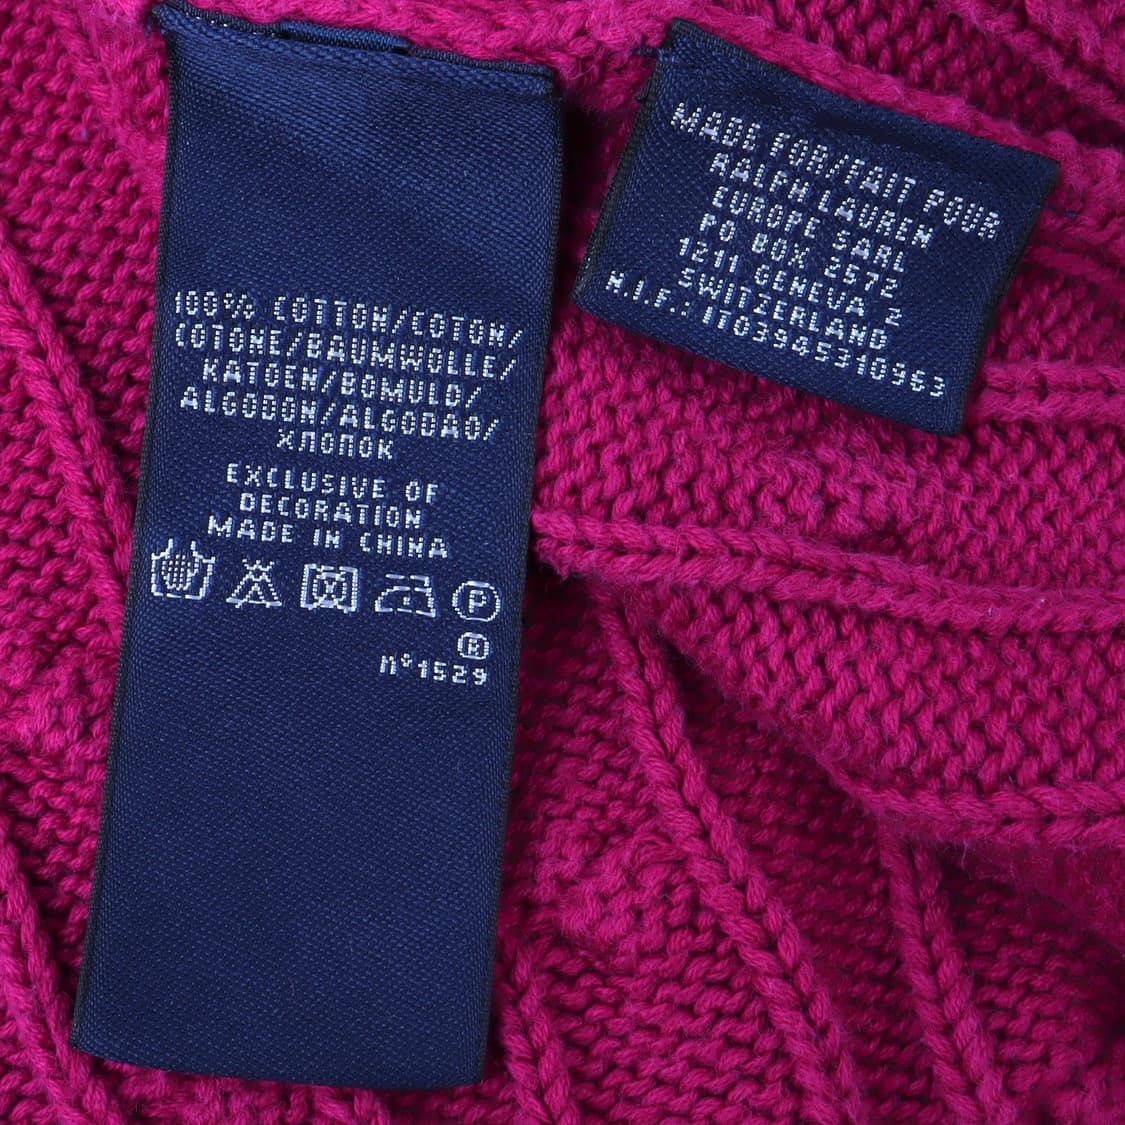 100% COTTON/COTON/
COTONE/BAUMWOLLE/
KATOEN/BOMULD/
ALGODON/ALGODAO/
ХЛОПОК
EXCLUSIVE OF
DECORATION
MADE IN CHINA
P
®
nº1529
MADE FOR/FAIT POUR
RALPH LAUREN
EUROPE SARL
PO BOX 2572
1211 GENEVA 2
SWITZERLAND
N.I.F.: IT03945310963